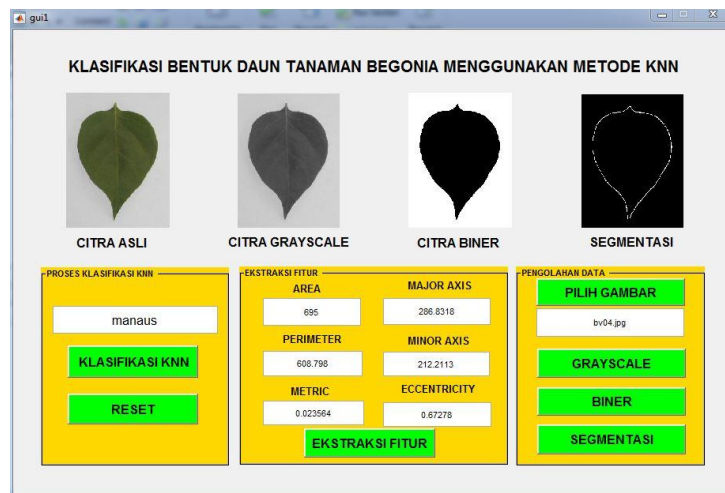 gui1
KLASIFIKASI BENTUK DAUN TANAMAN BEGONIA MENGGUNAKAN METODE KNN
CITRA ASLI
CITRA GRAYSCALE
CITRA BINER
SEGMENTASI
PROSES KLASIFIKASI KNN
manaus
KLASIFIKASI KNN
RESET
EKSTRAKSI FITUR
AREA
MAJOR AXIS
695
286.8318
PERIMETER
MINOR AXIS
608.798
212.2113
METRIC
ECCENTRICITY
0.023564
0.67278
EKSTRAKSI FITUR
PENGOLAHAN DATA
PILIH GAMBAR
bv04.jpg
GRAYSCALE
BINER
SEGMENTASI